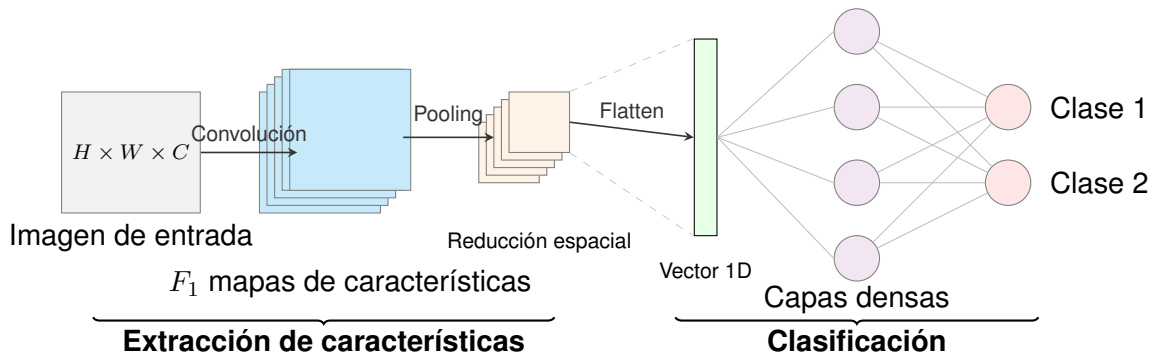 H × W × C
Convolución
Pooling
Flatten
Clase 1
Clase 2
Imagen de entrada
Reducción espacial
Vector 1D
F₁ mapas de características
Capas densas
Extracción de características
Clasificación